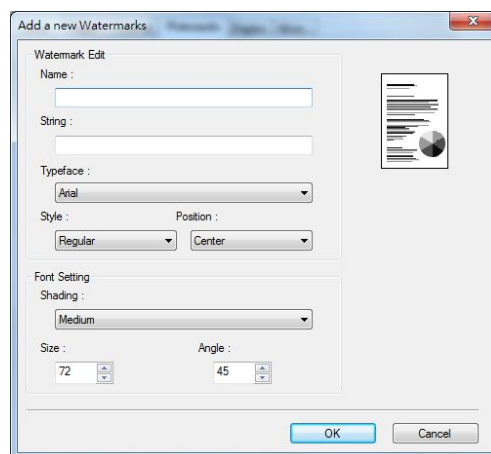 Add a new Watermarks
Watermark Edit
Name :
String :
Typeface :
Arial
Style :
Position :
Regular
Center
Font Setting
Shading :
Medium
Size :
Angle :
72
45
OK
Cancel